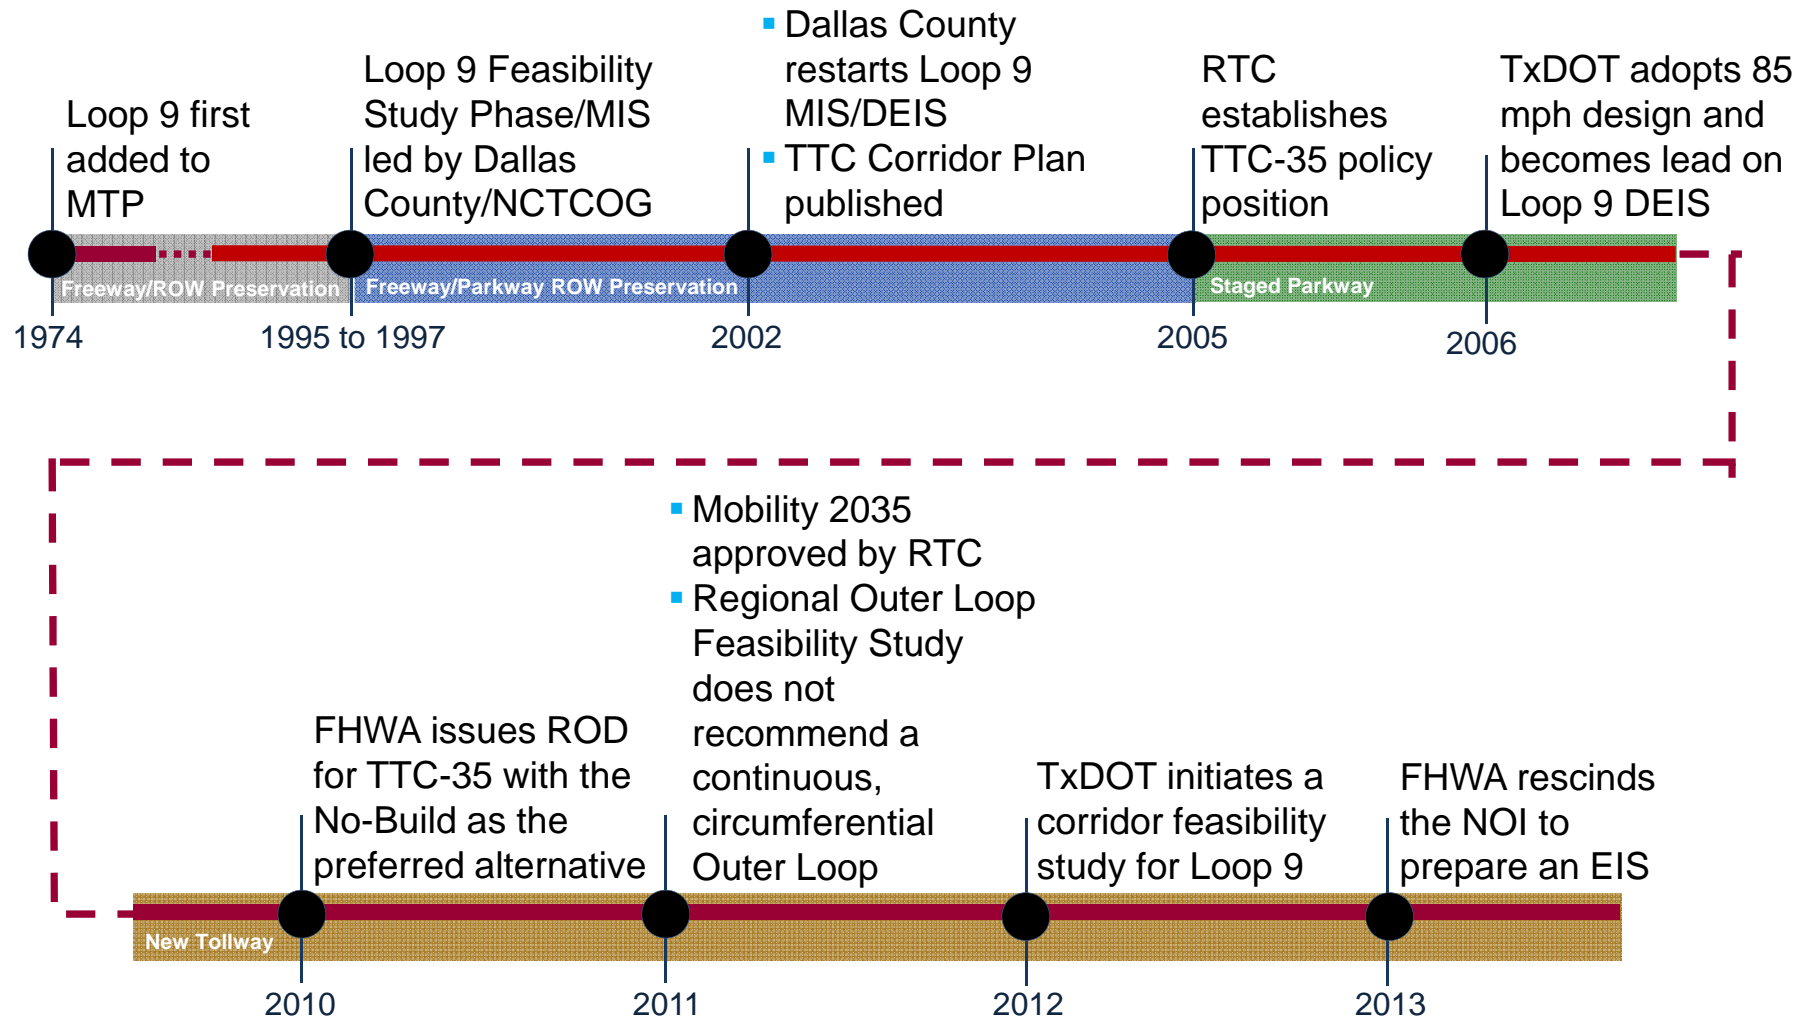 Loop 9 first
added to
MTP
Loop 9 Feasibility
Study Phase/MIS
led by Dallas
County/NCTCOG
▪ Dallas County
restarts Loop 9
MIS/DEIS
▪ TTC Corridor Plan
published
RTC
establishes
TTC-35 policy
position
TxDOT adopts 85
mph design and
becomes lead on
Loop 9 DEIS
Freeway/ROW Preservation
Freeway/Parkway ROW Preservation
Staged Parkway
1974
1995 to 1997
2002
2005
2006
FHWA issues ROD
for TTC-35 with the
No-Build as the
preferred alternative
▪ Mobility 2035
approved by RTC
▪ Regional Outer Loop
Feasibility Study
does not
recommend a
continuous,
circumferential
Outer Loop
TxDOT initiates a
corridor feasibility
study for Loop 9
FHWA rescinds
the NOI to
prepare an EIS
New Tollway
2010
2011
2012
2013